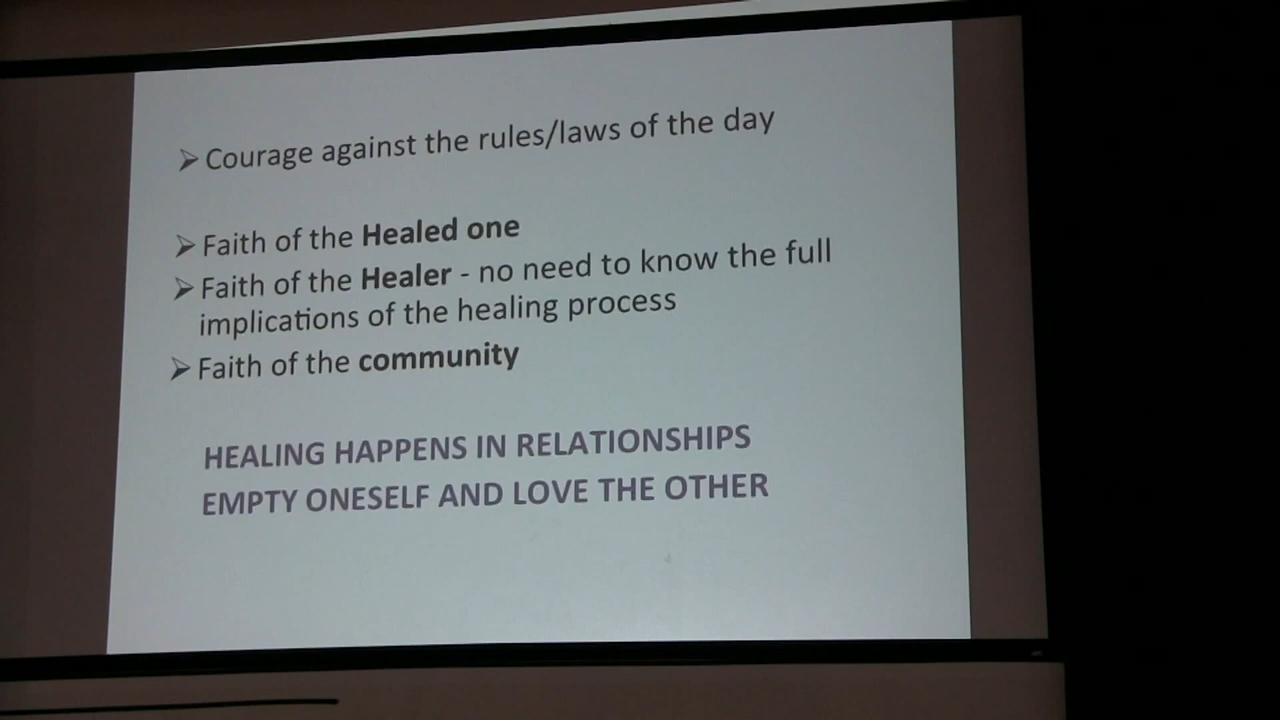 ➢ Courage against the rules/laws of the day
➢ Faith of the Healed one
➢ Faith of the Healer - no need to know the full
implications of the healing process
➢ Faith of the community
HEALING HAPPENS IN RELATIONSHIPS
EMPTY ONESELF AND LOVE THE OTHER